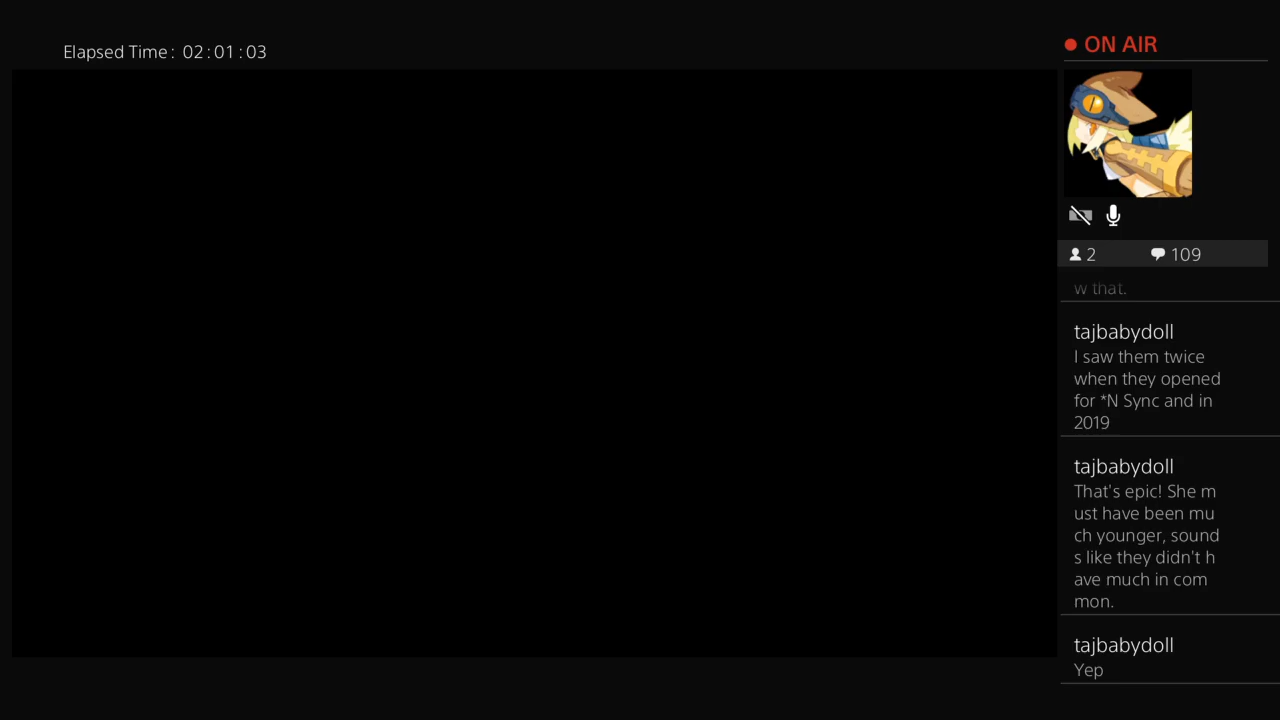 Elapsed Time: 02:01:03
ON AIR
2
109
w that.
tajbabydoll
I saw them twice
when they opened
for *N Sync and in
2019
tajbabydoll
That's epic! She m
ust have been mu
ch younger, sound
s like they didn't h
ave much in com
mon.
tajbabydoll
Yep